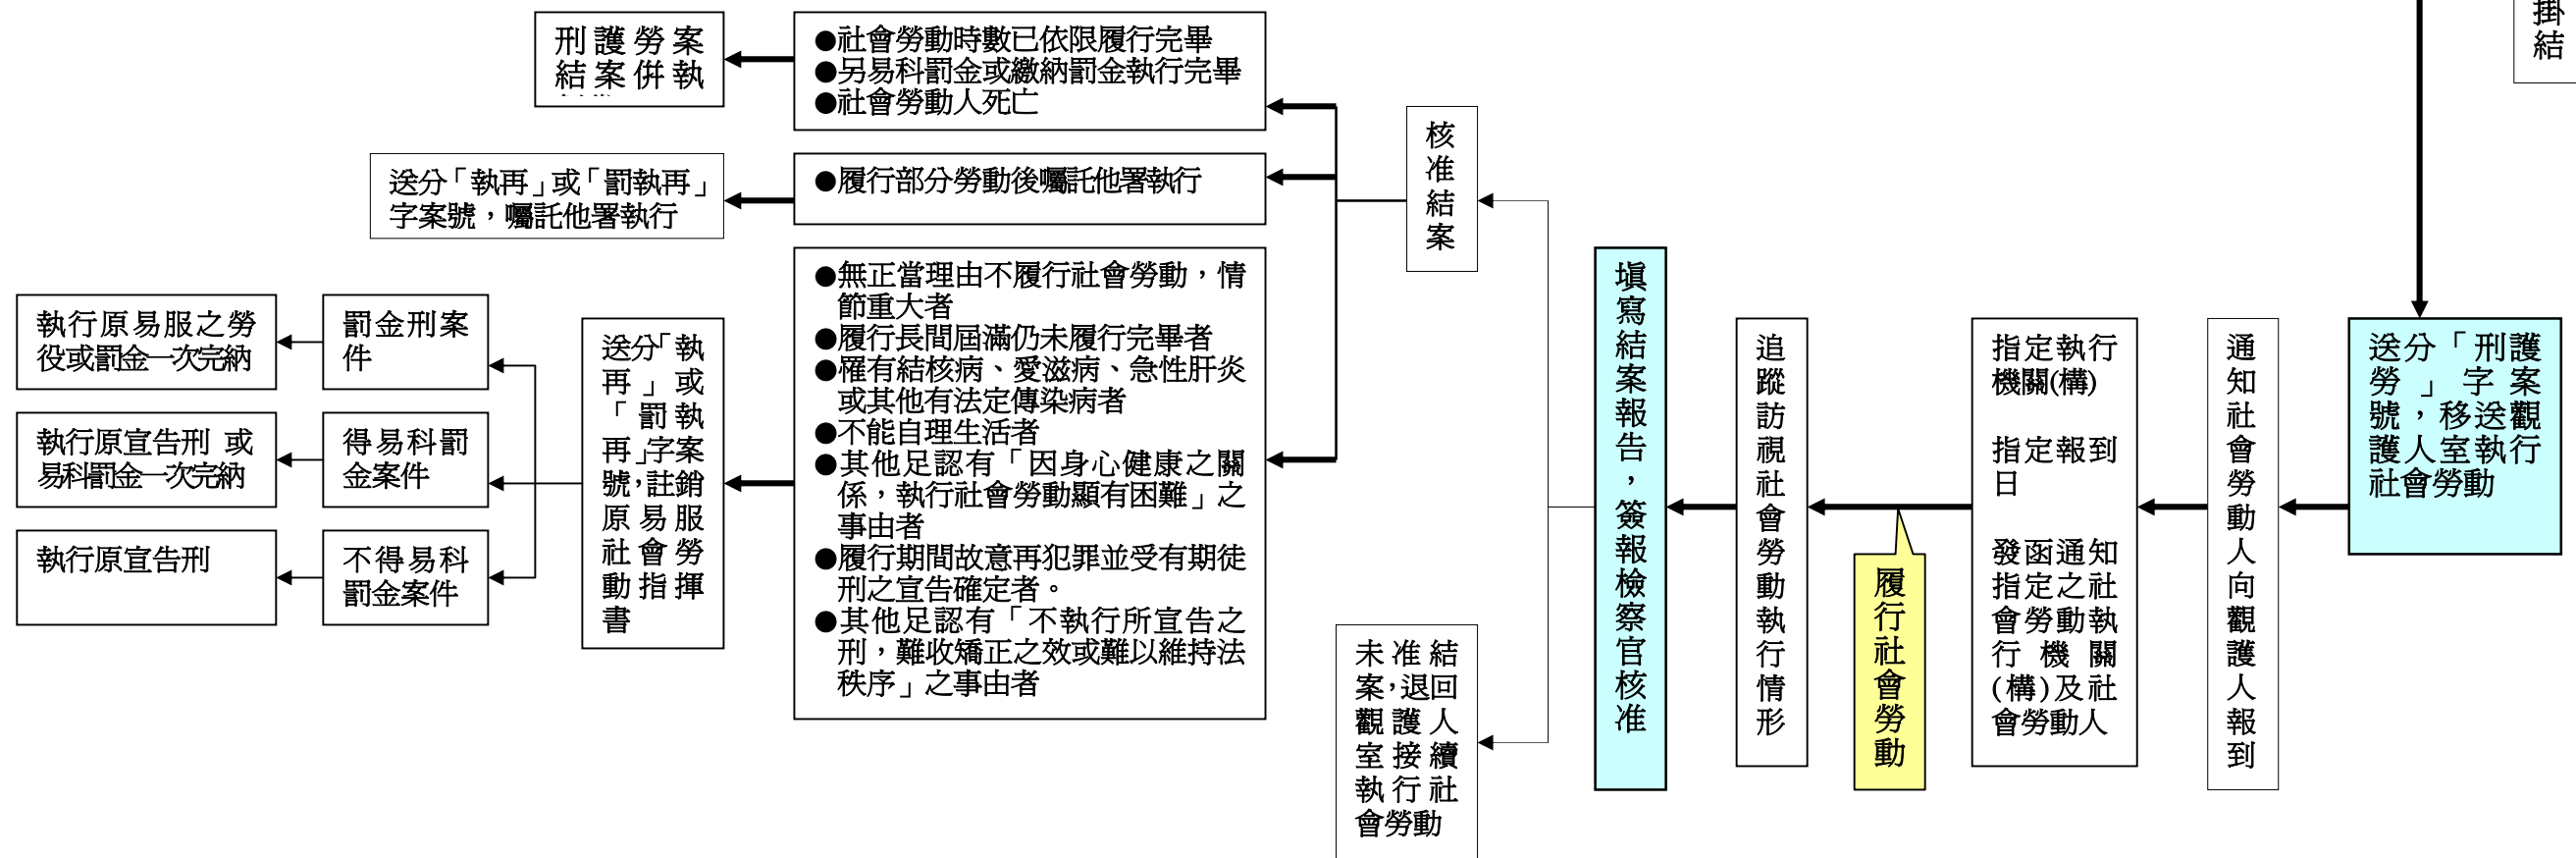 掛
結
送分「刑護
勞」字案
號，移送觀
護人室執行
社會勞動
通知社會勞動人向觀護人報到
指定執行
機關(構)
指定報到
日
發函通知
指定之社
會勞動執
行機關
(構)及社
會勞動人
履行社會勞動
追蹤訪視社會勞動執行情形
填寫結案報告，簽報檢察官核准
核准結案
未准結
案，退回
觀護人
室接續
執行社
會勞動
●社會勞動時數已依限履行完畢
●另易科罰金或繳納罰金執行完畢
●社會勞動人死亡
刑護勞案
結案併執
●履行部分勞動後囑託他署執行
送分「執再」或「罰執再」
字案號，囑託他署執行
●無正當理由不履行社會勞動，情
節重大者
●履行長間屆滿仍未履行完畢者
●罹有結核病、愛滋病、急性肝炎
或其他有法定傳染病者
●不能自理生活者
●其他足認有「因身心健康之關
係，執行社會勞動顯有困難」之
事由者
●履行期間故意再犯罪並受有期徒
刑之宣告確定者。
●其他足認有「不執行所宣告之
刑，難收矯正之效或難以維持法
秩序」之事由者
送分「執
再」或
「罰執
再」字案
號，註銷
原易服
社會勞
動指揮
書
罰金刑案
件
執行原易服之勞
役或罰金一次完納
得易科罰
金案件
執行原宣告刑 或
易科罰金一次完納
不得易科
罰金案件
執行原宣告刑